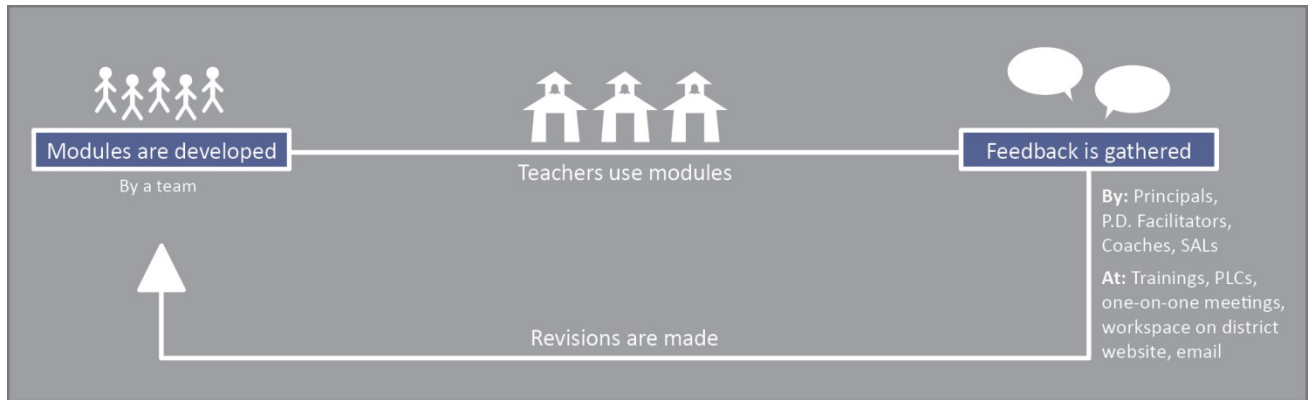 Modules are developed
By a team
Teachers use modules
Feedback is gathered
By: Principals,
P.D. Facilitators,
Coaches, SALs
At: Trainings, PLCs,
one-on-one meetings,
workspace on district
website, email
Revisions are made